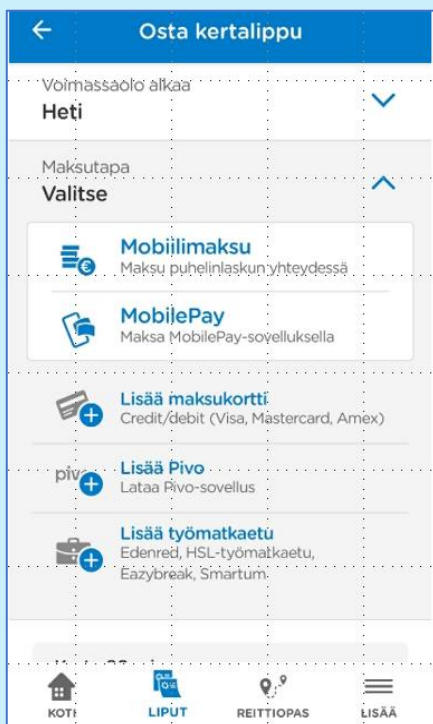 Osta kertalippu
Voimassaolo alkaa
Heti
Maksutapa
Valitse
Mobiilimaksu
Maksu puhelinlaskun yhteydessä
MobilePay
Maksa MobilePay-sovelluksella
Lisää maksukortti
Credit/debit (Visa, Mastercard, Amex)
Lisää Pivo
Lataa Pivo-sovellus
Lisää työmatkaetu
Edenred, HSL-työmatkaetu,
Eazybreak, Smartum
KOTI LIPUT REITTIOPAS LISÄÄ